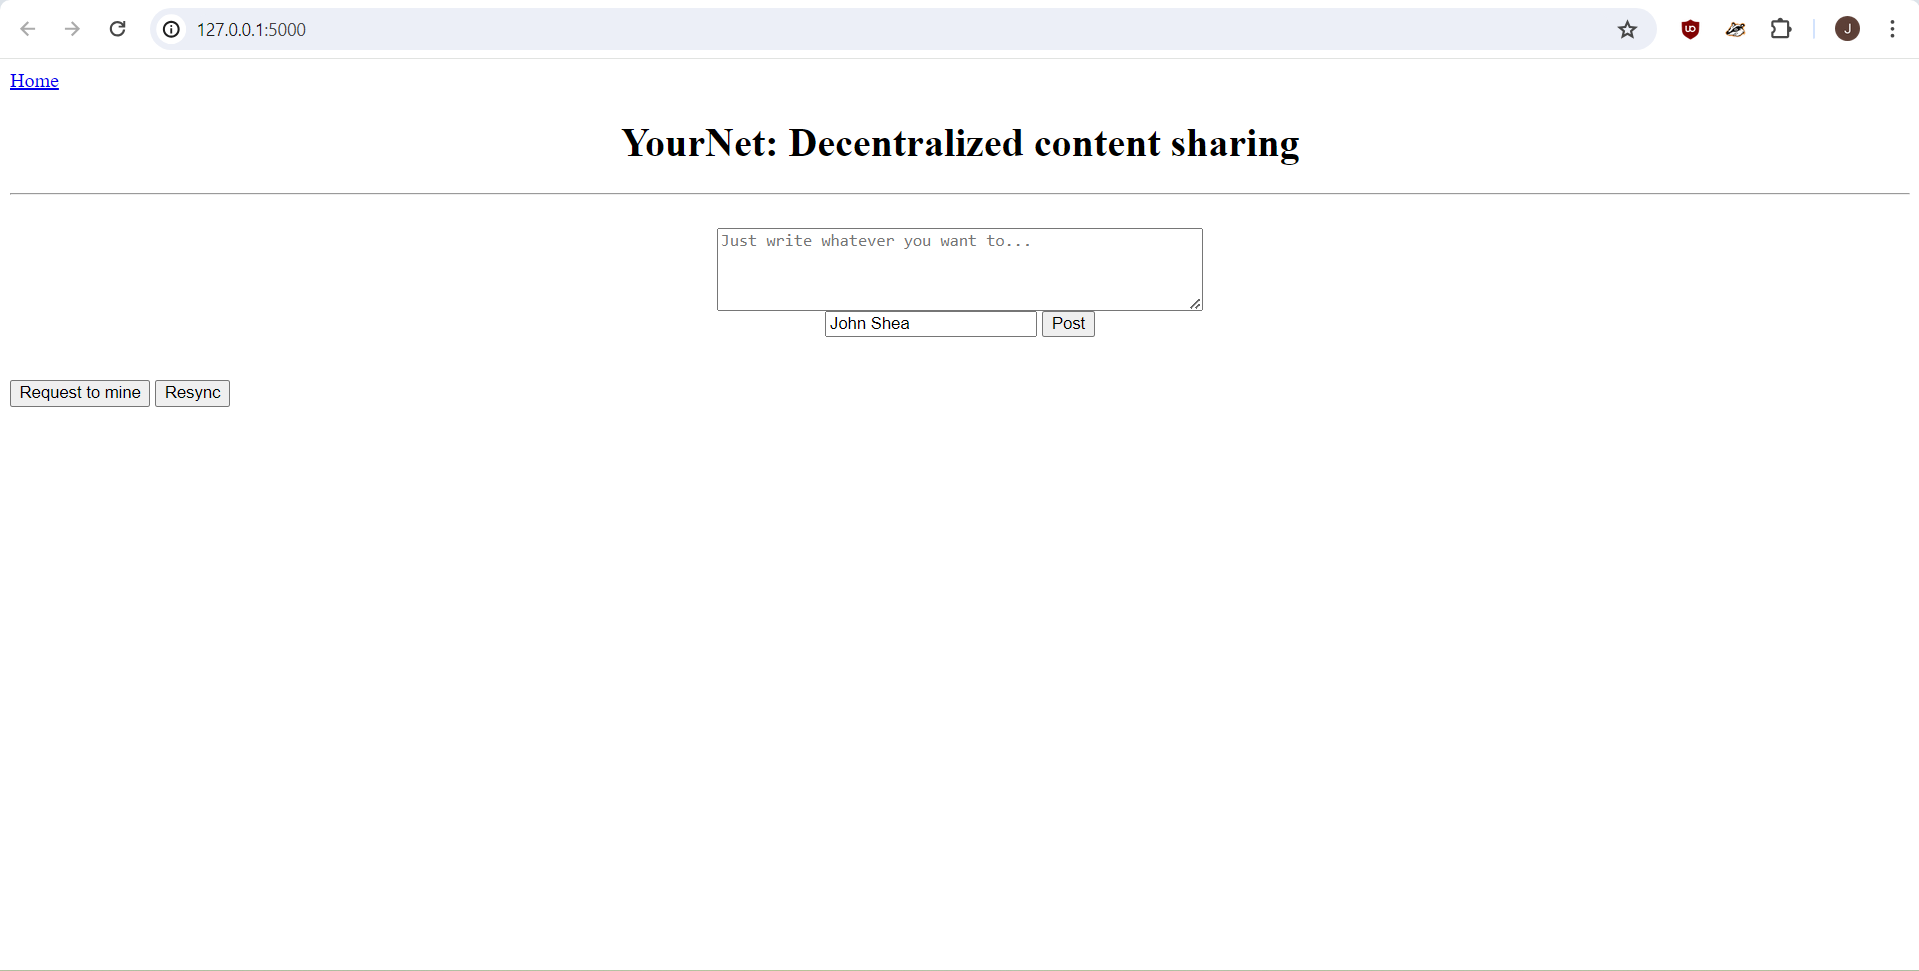 127.0.0.1:5000
J
Home
YourNet: Decentralized content sharing
Just write whatever you want to...
John Shea Post
Request to mine Resync